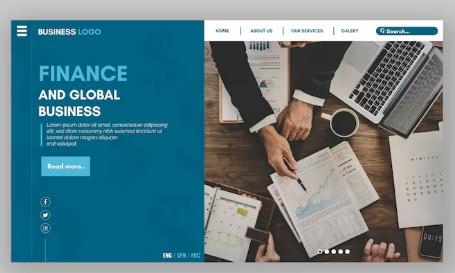 BUSINESS LOGO
HOME
ABOUT US
OUR SERVICES
GALERY
Search...
FINANCE
AND GLOBAL
BUSINESS
Lorem ipsum dolor sit amet, consectetuer adipiscing
elit, sed diam nonummy nibh euismod tincidunt ut
laoreet dolore magna aliquam
erat volutpat.
Read more...
ENG / SPN / FRC